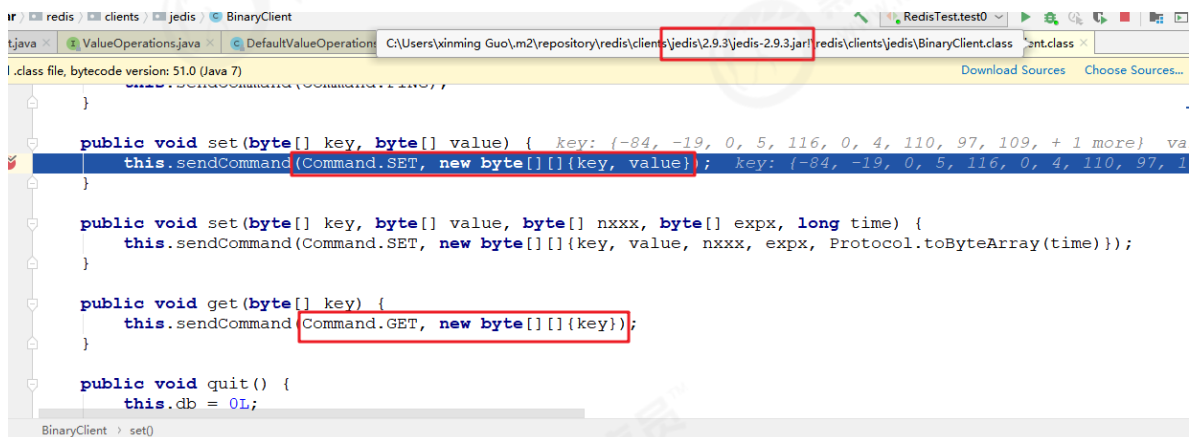 ar redis clients jedis BinaryClient RedisTest.test0
t.java ValueOperations.java DefaultValueOperations C:\Users\xinming Guo\.m2\repository\redis\clients\jedis\2.9.3\jedis-2.9.3.jar!\redis\clients\jedis\BinaryClient.class ent.class
.class file, bytecode version: 51.0 (Java 7) Download Sources Choose Sources...
this.sendCommand(Command.PING);
}
public void set(byte[] key, byte[] value) { key: {-84, -19, 0, 5, 116, 0, 4, 110, 97, 109, + 1 more} va
this.sendCommand(Command.SET, new byte[][]{key, value}); key: {-84, -19, 0, 5, 116, 0, 4, 110, 97, 1
}
public void set(byte[] key, byte[] value, byte[] nxxx, byte[] expx, long time) {
this.sendCommand(Command.SET, new byte[][]{key, value, nxxx, expx, Protocol.toByteArray(time)});
}
public void get(byte[] key) {
this.sendCommand(Command.GET, new byte[][]{key});
}
public void quit() {
this.db = 0L;
BinaryClient > set()